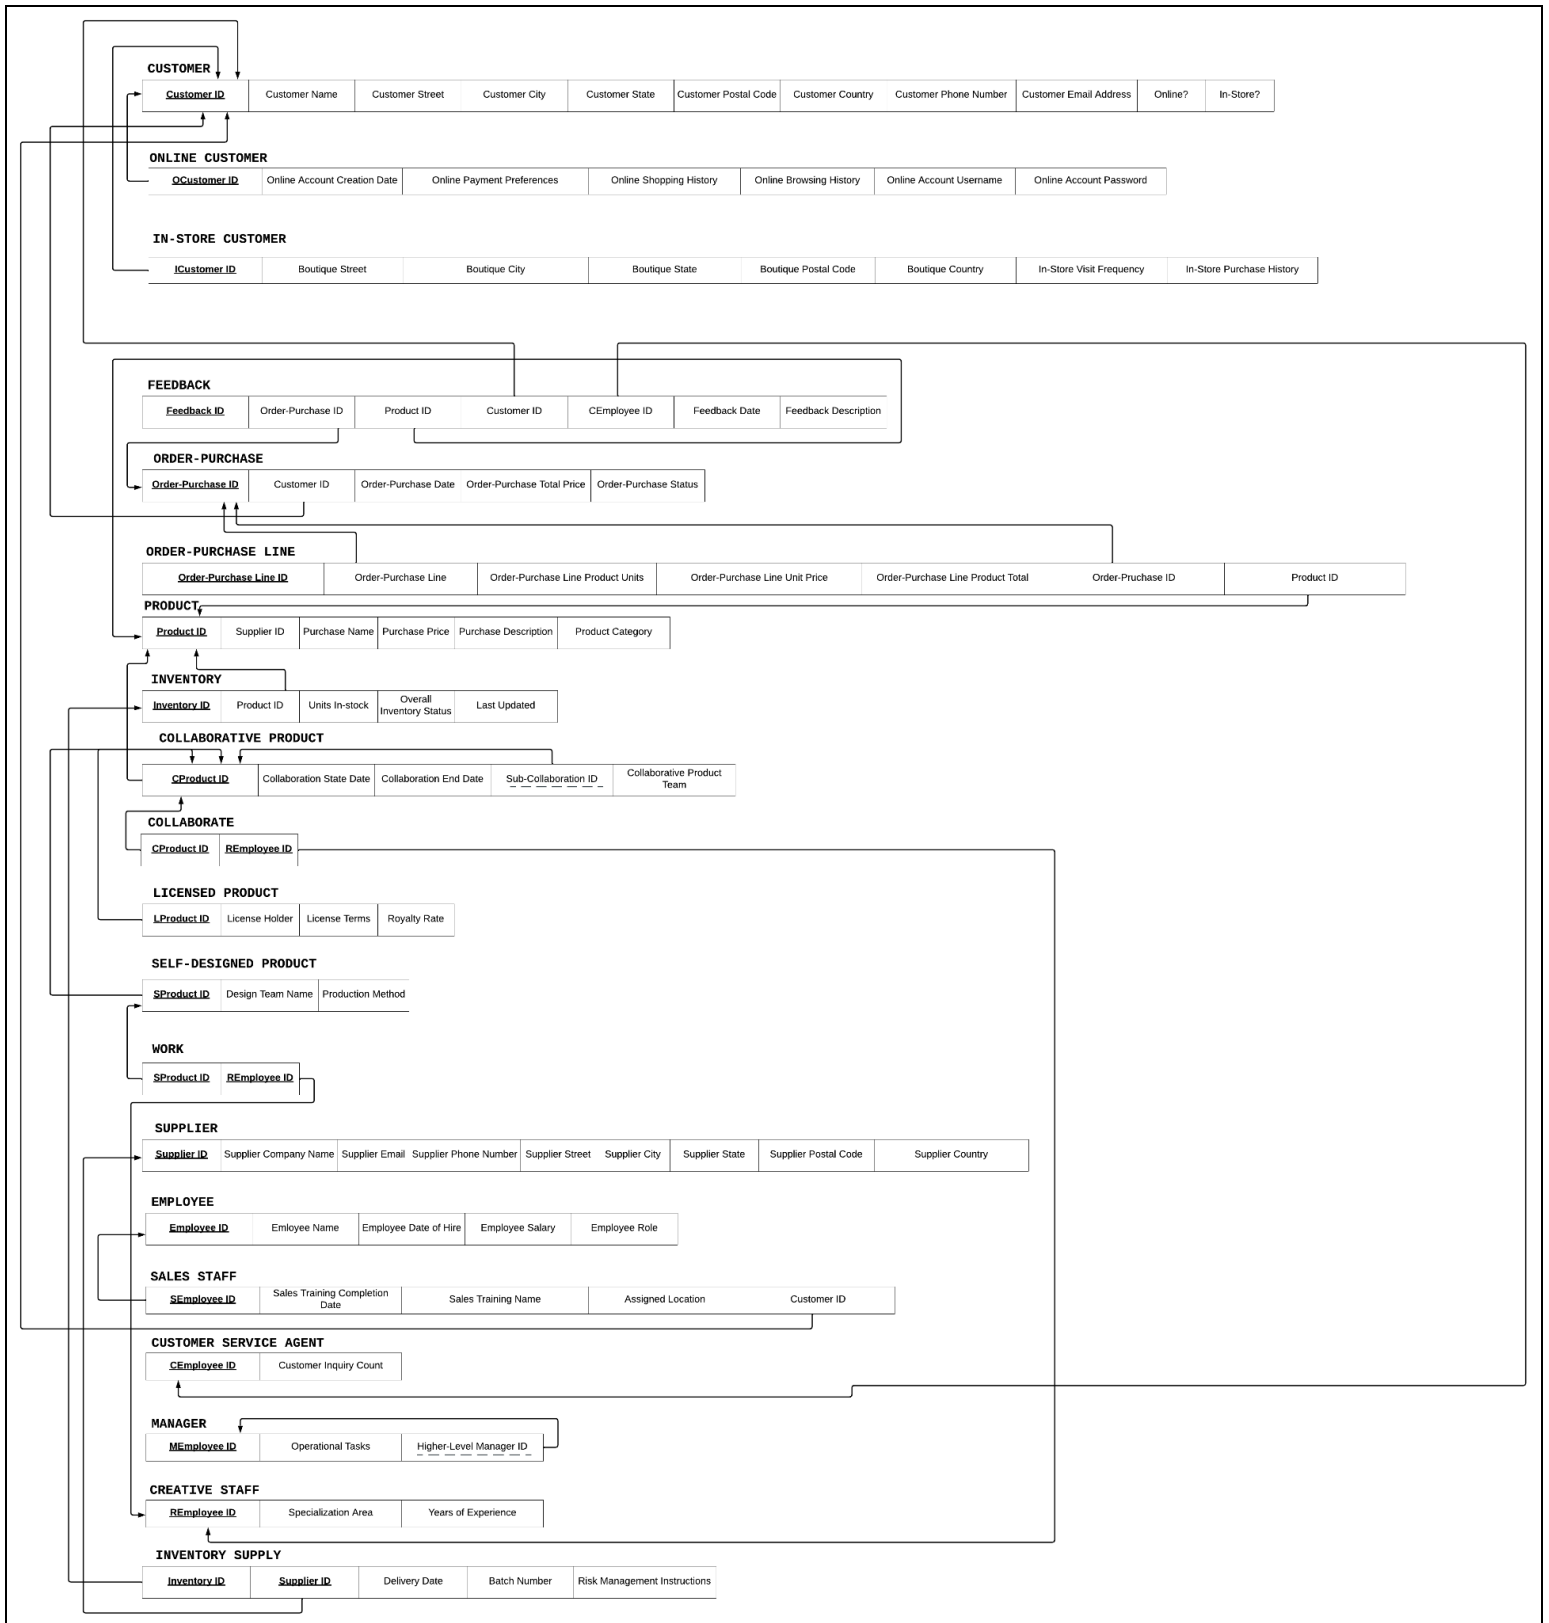 CUSTOMER
Customer ID Customer Name Customer Street Customer City Customer State Customer Postal Code Customer Country Customer Phone Number Customer Email Address Online? In-Store?
ONLINE CUSTOMER
OCustomer ID Online Account Creation Date Online Payment Preferences Online Shopping History Online Browsing History Online Account Username Online Account Password
IN-STORE CUSTOMER
ICustomer ID Boutique Street Boutique City Boutique State Boutique Postal Code Boutique Country In-Store Visit Frequency In-Store Purchase History
FEEDBACK
Feedback ID Order-Purchase ID Product ID Customer ID CEmployee ID Feedback Date Feedback Description
ORDER-PURCHASE
Order-Purchase ID Customer ID Order-Purchase Date Order-Purchase Total Price Order-Purchase Status
ORDER-PURCHASE LINE
Order-Purchase Line ID Order-Purchase Line Order-Purchase Line Product Units Order-Purchase Line Unit Price Order-Purchase Line Product Total Order-Pruchase ID Product ID
PRODUCT
Product ID Supplier ID Purchase Name Purchase Price Purchase Description Product Category
INVENTORY
Inventory ID Product ID Units In-stock Overall Inventory Status Last Updated
COLLABORATIVE PRODUCT
CProduct ID Collaboration State Date Collaboration End Date Sub-Collaboration ID Collaborative Product Team
COLLABORATE
CProduct ID REmployee ID
LICENSED PRODUCT
LProduct ID License Holder License Terms Royalty Rate
SELF-DESIGNED PRODUCT
SProduct ID Design Team Name Production Method
WORK
SProduct ID REmployee ID
SUPPLIER
Supplier ID Supplier Company Name Supplier Email Supplier Phone Number Supplier Street Supplier City Supplier State Supplier Postal Code Supplier Country
EMPLOYEE
Employee ID Emloyee Name Employee Date of Hire Employee Salary Employee Role
SALES STAFF
SEmployee ID Sales Training Completion Date Sales Training Name Assigned Location Customer ID
CUSTOMER SERVICE AGENT
CEmployee ID Customer Inquiry Count
MANAGER
MEmployee ID Operational Tasks Higher-Level Manager ID
CREATIVE STAFF
REmployee ID Specialization Area Years of Experience
INVENTORY SUPPLY
Inventory ID Supplier ID Delivery Date Batch Number Risk Management Instructions